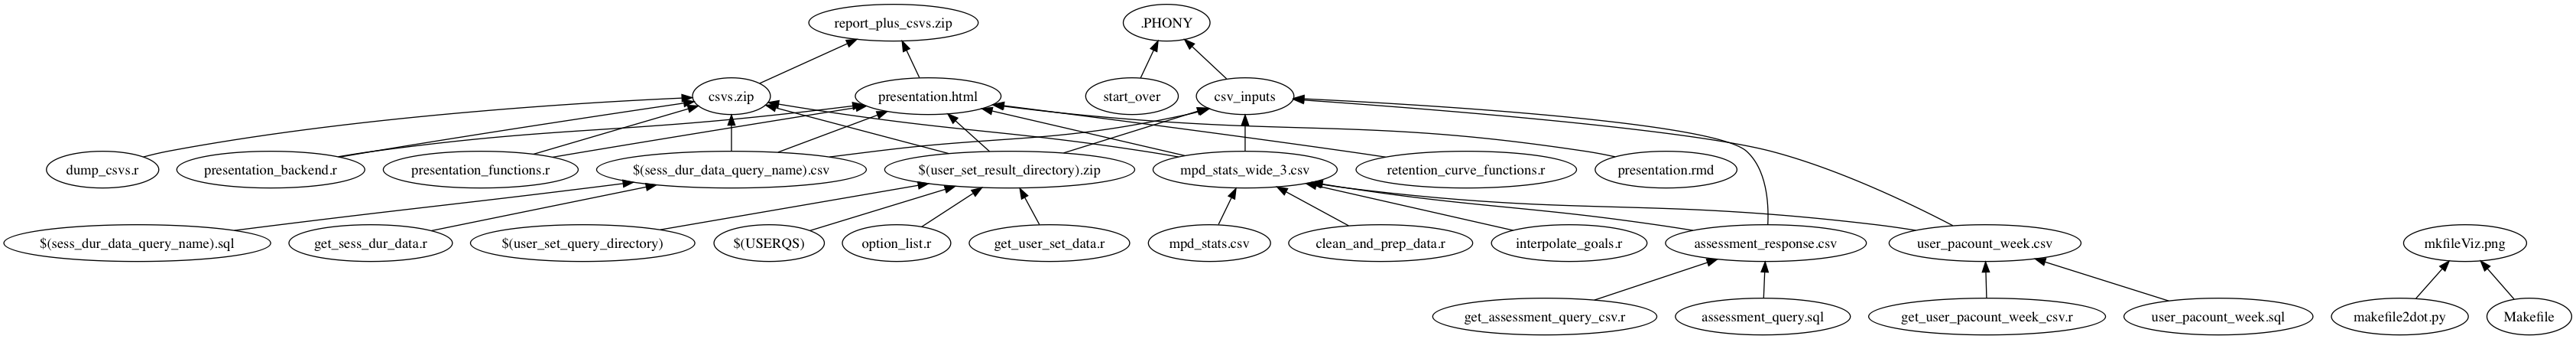 report_plus_csvs.zip
.PHONY
csvs.zip
presentation.html
start_over
csv_inputs
dump_csvs.r
presentation_backend.r
presentation_functions.r
$(sess_dur_data_query_name).csv
$(user_set_result_directory).zip
mpd_stats_wide_3.csv
retention_curve_functions.r
presentation.rmd
$(sess_dur_data_query_name).sql
get_sess_dur_data.r
$(user_set_query_directory)
$(USERQS)
option_list.r
get_user_set_data.r
mpd_stats.csv
clean_and_prep_data.r
interpolate_goals.r
assessment_response.csv
user_pacount_week.csv
mkfileViz.png
get_assessment_query_csv.r
assessment_query.sql
get_user_pacount_week_csv.r
user_pacount_week.sql
makefile2dot.py
Makefile